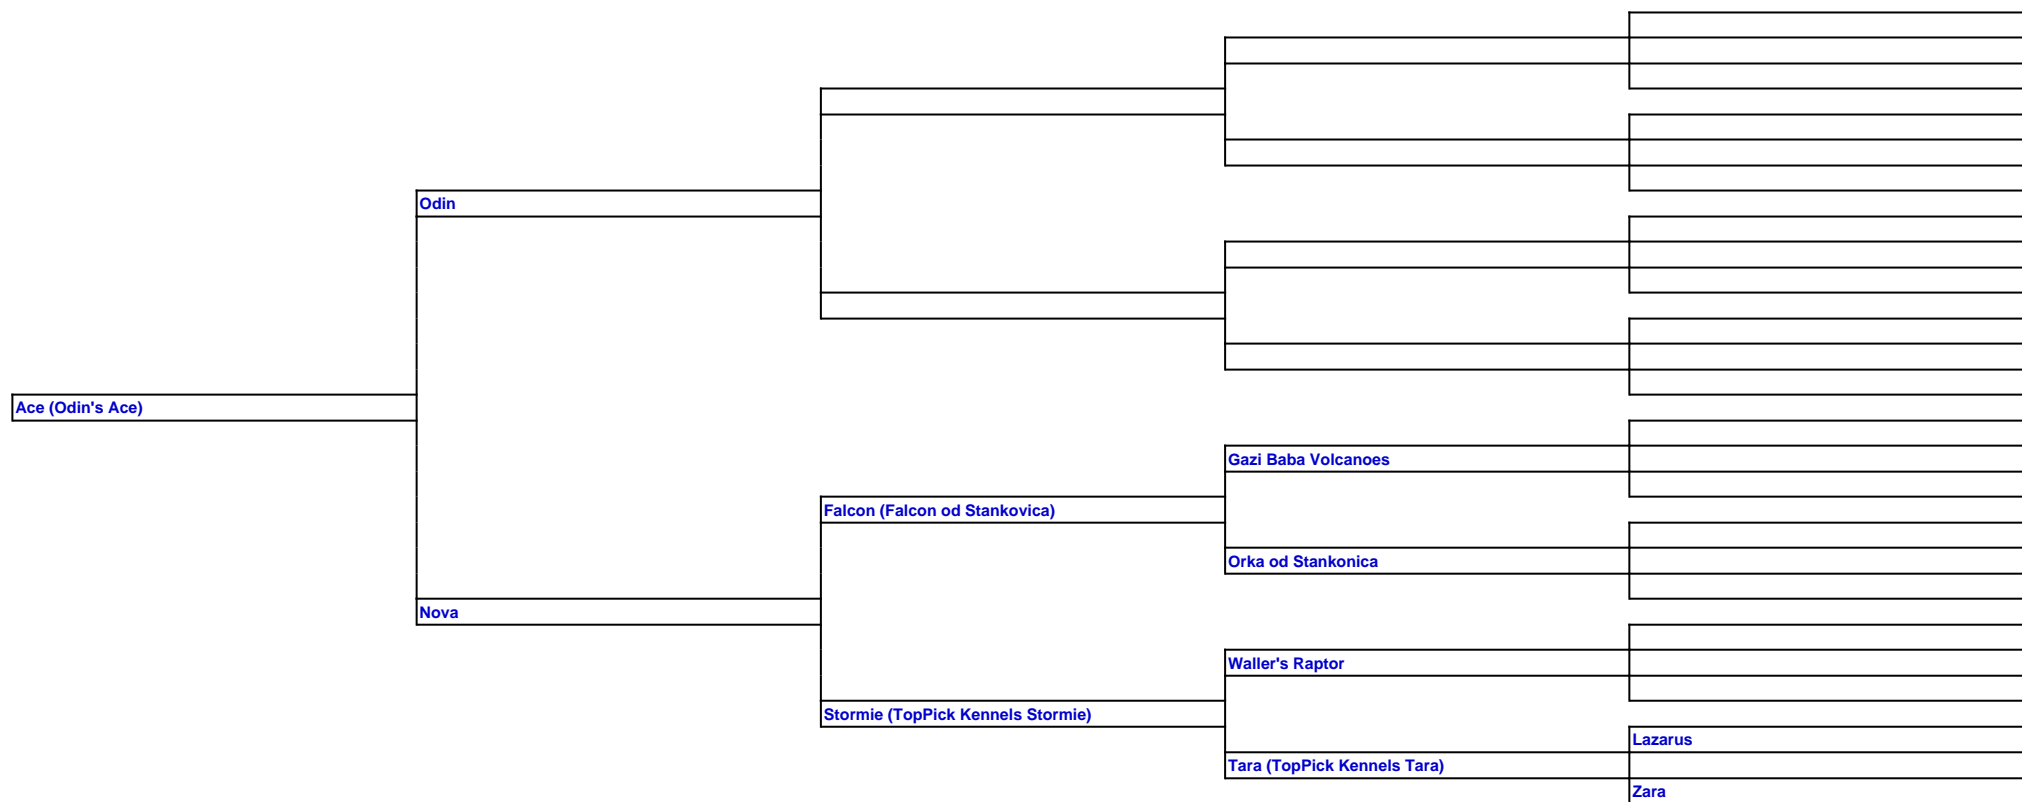 Odin
Ace (Odin's Ace)
Gazi Baba Volcanoes
Falcon (Falcon od Stankovica)
Orka od Stankonica
Nova
Waller's Raptor
Stormie (TopPick Kennels Stormie)
Lazarus
Tara (TopPick Kennels Tara)
Zara